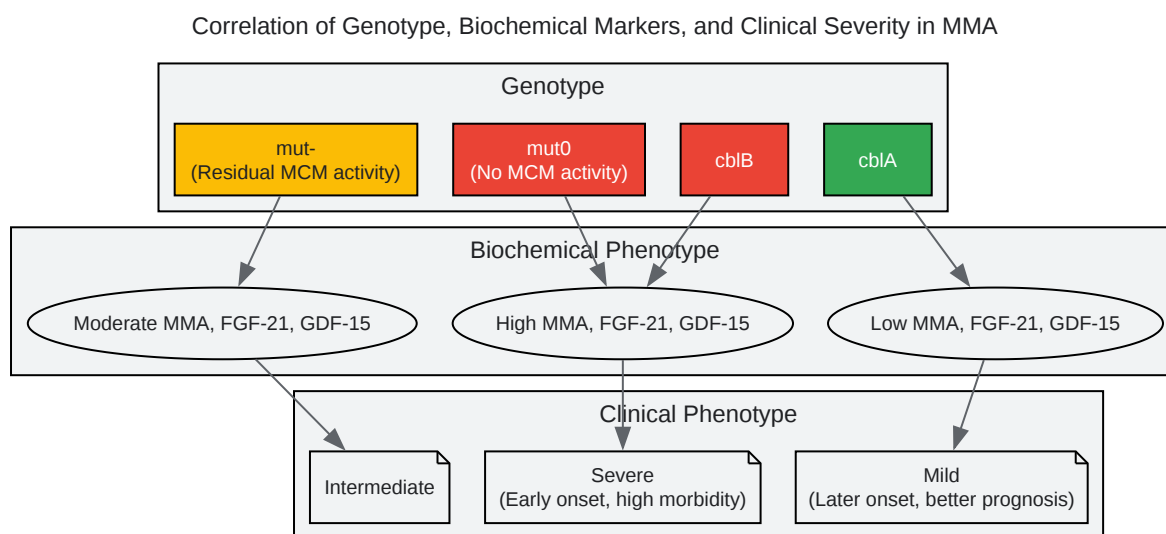 Correlation of Genotype, Biochemical Markers, and Clinical Severity in MMA
Genotype
mut-
(Residual MCM activity)
mut0
(No MCM activity)
cblB
cblA
Biochemical Phenotype
Moderate MMA, FGF-21, GDF-15
High MMA, FGF-21, GDF-15
Low MMA, FGF-21, GDF-15
Clinical Phenotype
Intermediate
Severe
(Early onset, high morbidity)
Mild
(Later onset, better prognosis)